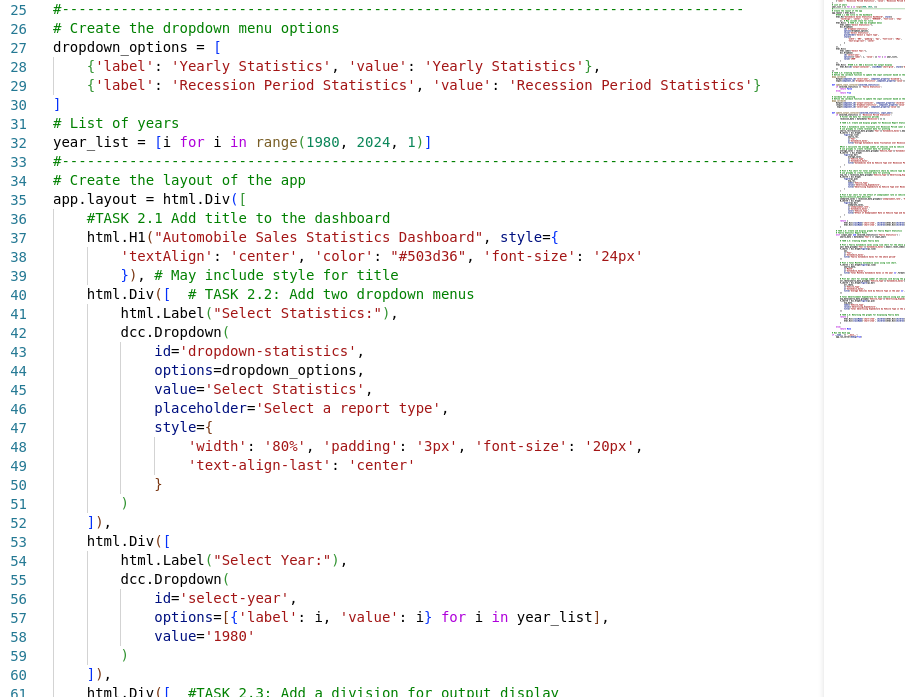 25 #---------------------------------------------------------------------------------
26 # Create the dropdown menu options
27 dropdown_options = [
28     {'label': 'Yearly Statistics', 'value': 'Yearly Statistics'},
29     {'label': 'Recession Period Statistics', 'value': 'Recession Period Statistics'}
30 ]
31 # List of years
32 year_list = [i for i in range(1980, 2024, 1)]
33 #---------------------------------------------------------------------------------------
34 # Create the layout of the app
35 app.layout = html.Div([
36     #TASK 2.1 Add title to the dashboard
37     html.H1("Automobile Sales Statistics Dashboard", style={
38         'textAlign': 'center', 'color': "#503d36", 'font-size': '24px'
39         }), # May include style for title
40     html.Div([  # TASK 2.2: Add two dropdown menus
41         html.Label("Select Statistics:"),
42         dcc.Dropdown(
43             id='dropdown-statistics',
44             options=dropdown_options,
45             value='Select Statistics',
46             placeholder='Select a report type',
47             style={
48                 'width': '80%', 'padding': '3px', 'font-size': '20px',
49                 'text-align-last': 'center'
50             }
51         )
52     ]),
53     html.Div([
54         html.Label("Select Year:"),
55         dcc.Dropdown(
56             id='select-year',
57             options=[{'label': i, 'value': i} for i in year_list],
58             value='1980'
59         )
60     ]),
61     html.Div([  #TASK 2.3: Add a division for output display